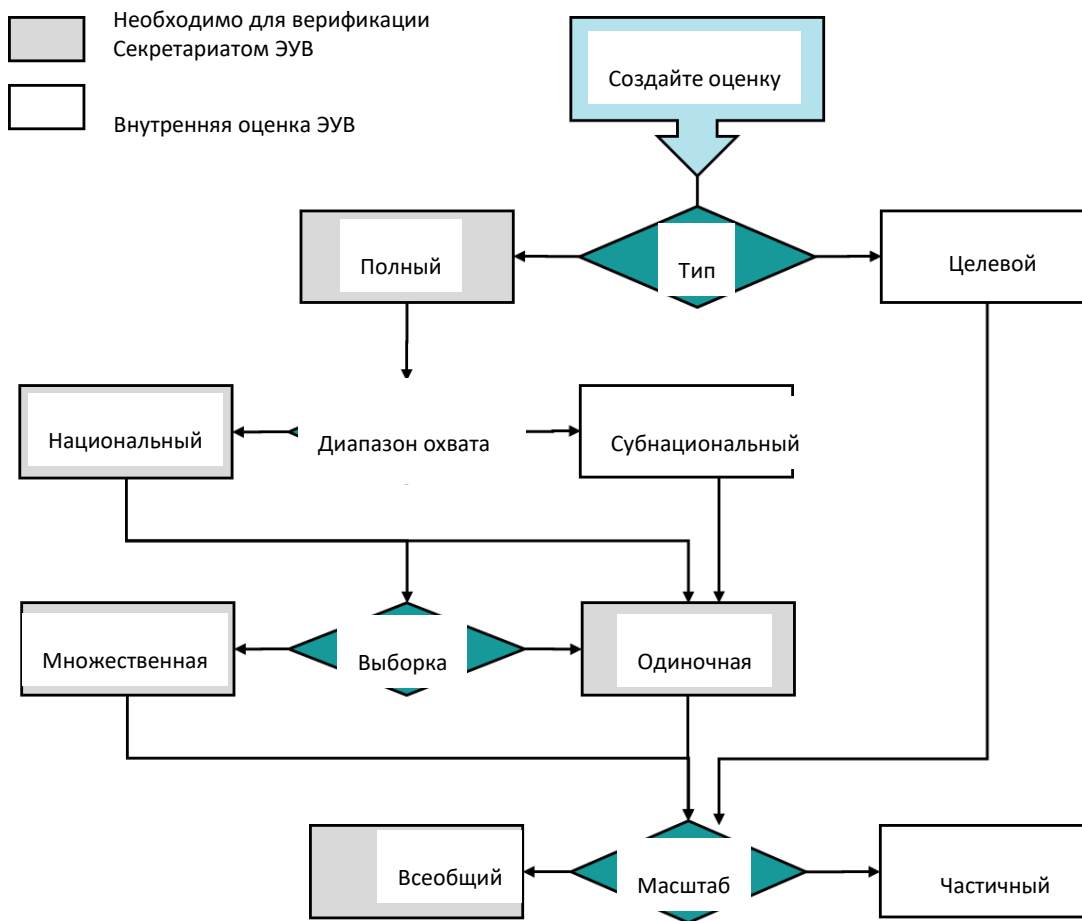 Необходимо для верификации
Секретариатом ЭУВ
Внутренняя оценка ЭУВ
Создайте оценку
Полный
Тип
Целевой
Национальный
Диапазон охвата
Субнациональный
Множественная
Выборка
Одиночная
Всеобщий
Масштаб
Частичный